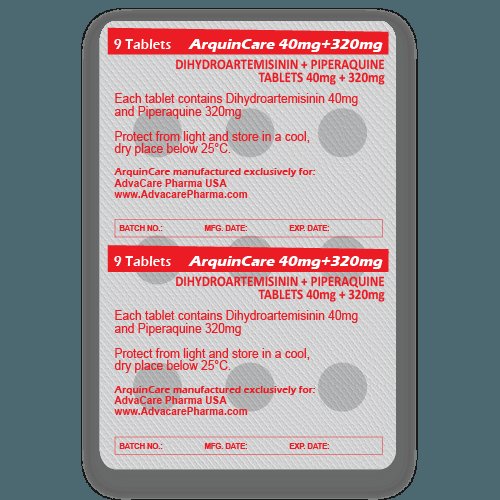 9 Tablets ArquinCare 40mg+320mg
DIHYDROARTEMISININ + PIPERAQUINE
TABLETS 40mg + 320mg
Each tablet contains Dihydroartemisinin 40mg
and Piperaquine 320mg
Protect from light and store in a cool,
dry place below 25°C.
ArquinCare manufactured exclusively for:
AdvaCare Pharma USA
www.AdvacarePharma.com
BATCH NO.: MFG. DATE: EXP. DATE:
9 Tablets ArquinCare 40mg+320mg
DIHYDROARTEMISININ + PIPERAQUINE
TABLETS 40mg + 320mg
Each tablet contains Dihydroartemisinin 40mg
and Piperaquine 320mg
Protect from light and store in a cool,
dry place below 25°C.
ArquinCare manufactured exclusively for:
AdvaCare Pharma USA
www.AdvacarePharma.com
BATCH NO.: MFG. DATE: EXP. DATE: